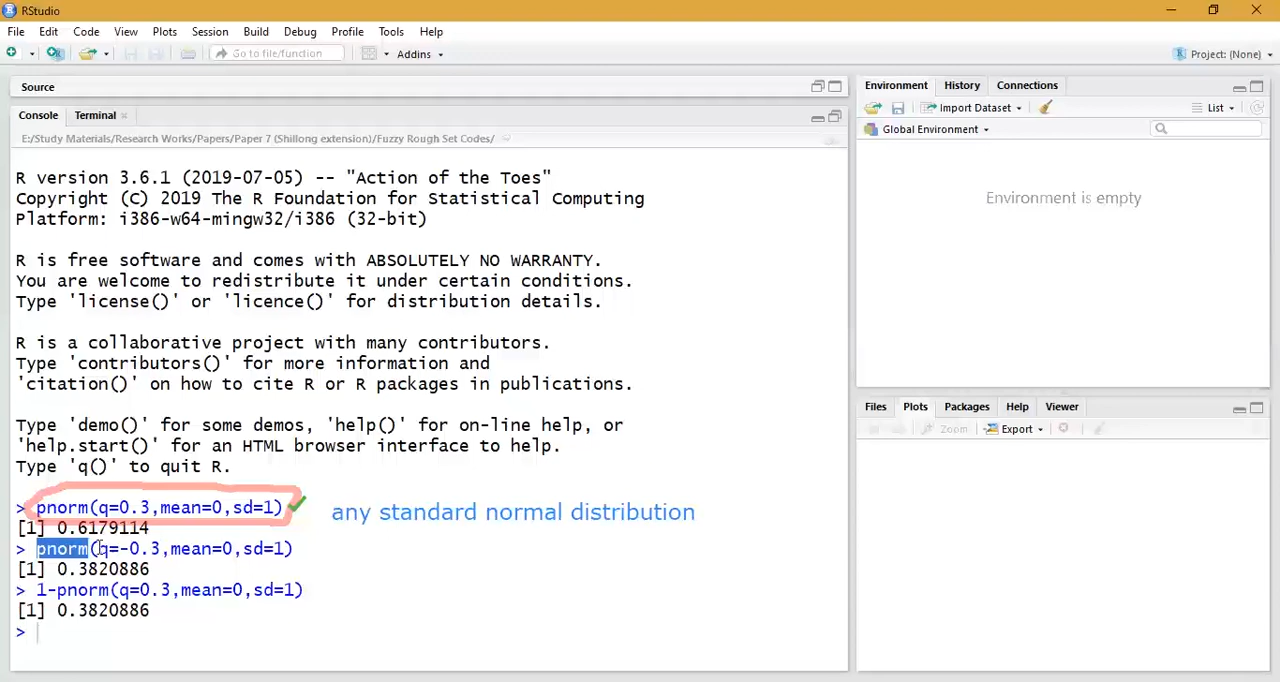 RStudio
File Edit Code View Plots Session Build Debug Profile Tools Help
Go to file/function
Addins
Project: (None)
Source
Console Terminal
E:/Study Materials/Research Works/Papers/Paper 7 (Shillong extension)/Fuzzy Rough Set Codes/
R version 3.6.1 (2019-07-05) -- "Action of the Toes"
Copyright (C) 2019 The R Foundation for Statistical Computing
Platform: i386-w64-mingw32/i386 (32-bit)
R is free software and comes with ABSOLUTELY NO WARRANTY.
You are welcome to redistribute it under certain conditions.
Type 'license()' or 'licence()' for distribution details.
R is a collaborative project with many contributors.
Type 'contributors()' for more information and
'citation()' on how to cite R or R packages in publications.
Type 'demo()' for some demos, 'help()' for on-line help, or
'help.start()' for an HTML browser interface to help.
Type 'q()' to quit R.
> pnorm(q=0.3,mean=0,sd=1)
any standard normal distribution
[1] 0.6179114
> pnorm(q=-0.3,mean=0,sd=1)
[1] 0.3820886
> 1-pnorm(q=0.3,mean=0,sd=1)
[1] 0.3820886
>
Environment History Connections
Import Dataset
List
Global Environment
Environment is empty
Files Plots Packages Help Viewer
Zoom Export